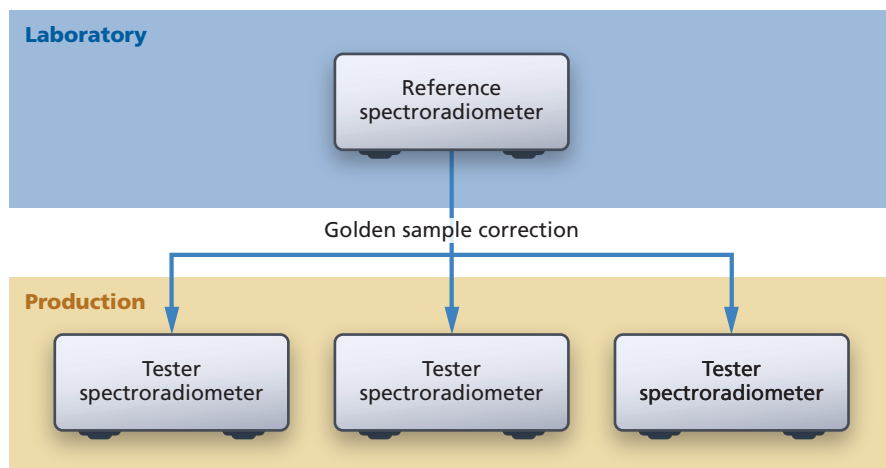 Laboratory
Reference
spectroradiometer
Golden sample correction
Production
Tester
spectroradiometer
Tester
spectroradiometer
Tester
spectroradiometer